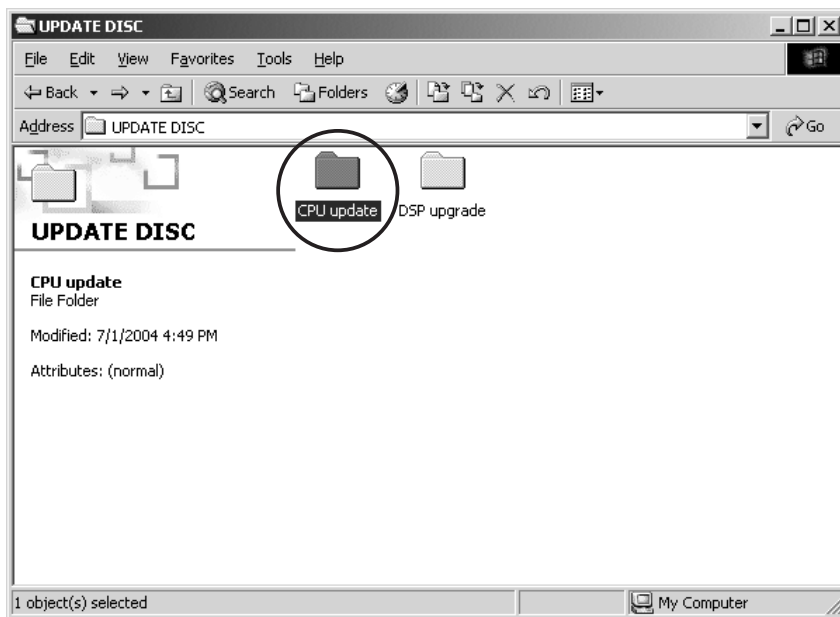 UPDATE DISC
File Edit View Favorites Tools Help
Back Search Folders
Address UPDATE DISC Go
CPU update DSP upgrade
UPDATE DISC
CPU update
File Folder
Modified: 7/1/2004 4:49 PM
Attributes: (normal)
1 object(s) selected My Computer